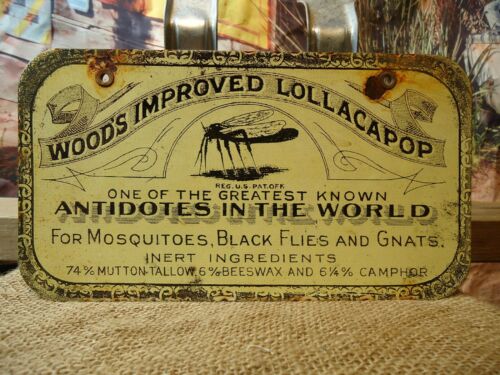 WOOD'S IMPROVED LOLLACAPOP
REG. U.S. PAT. OFF.
ONE OF THE GREATEST KNOWN
ANTIDOTES IN THE WORLD
FOR MOSQUITOES, BLACK FLIES AND GNATS.
INERT INGREDIENTS
74% MUTTON TALLOW 6% BEESWAX AND 6¼% CAMPHOR